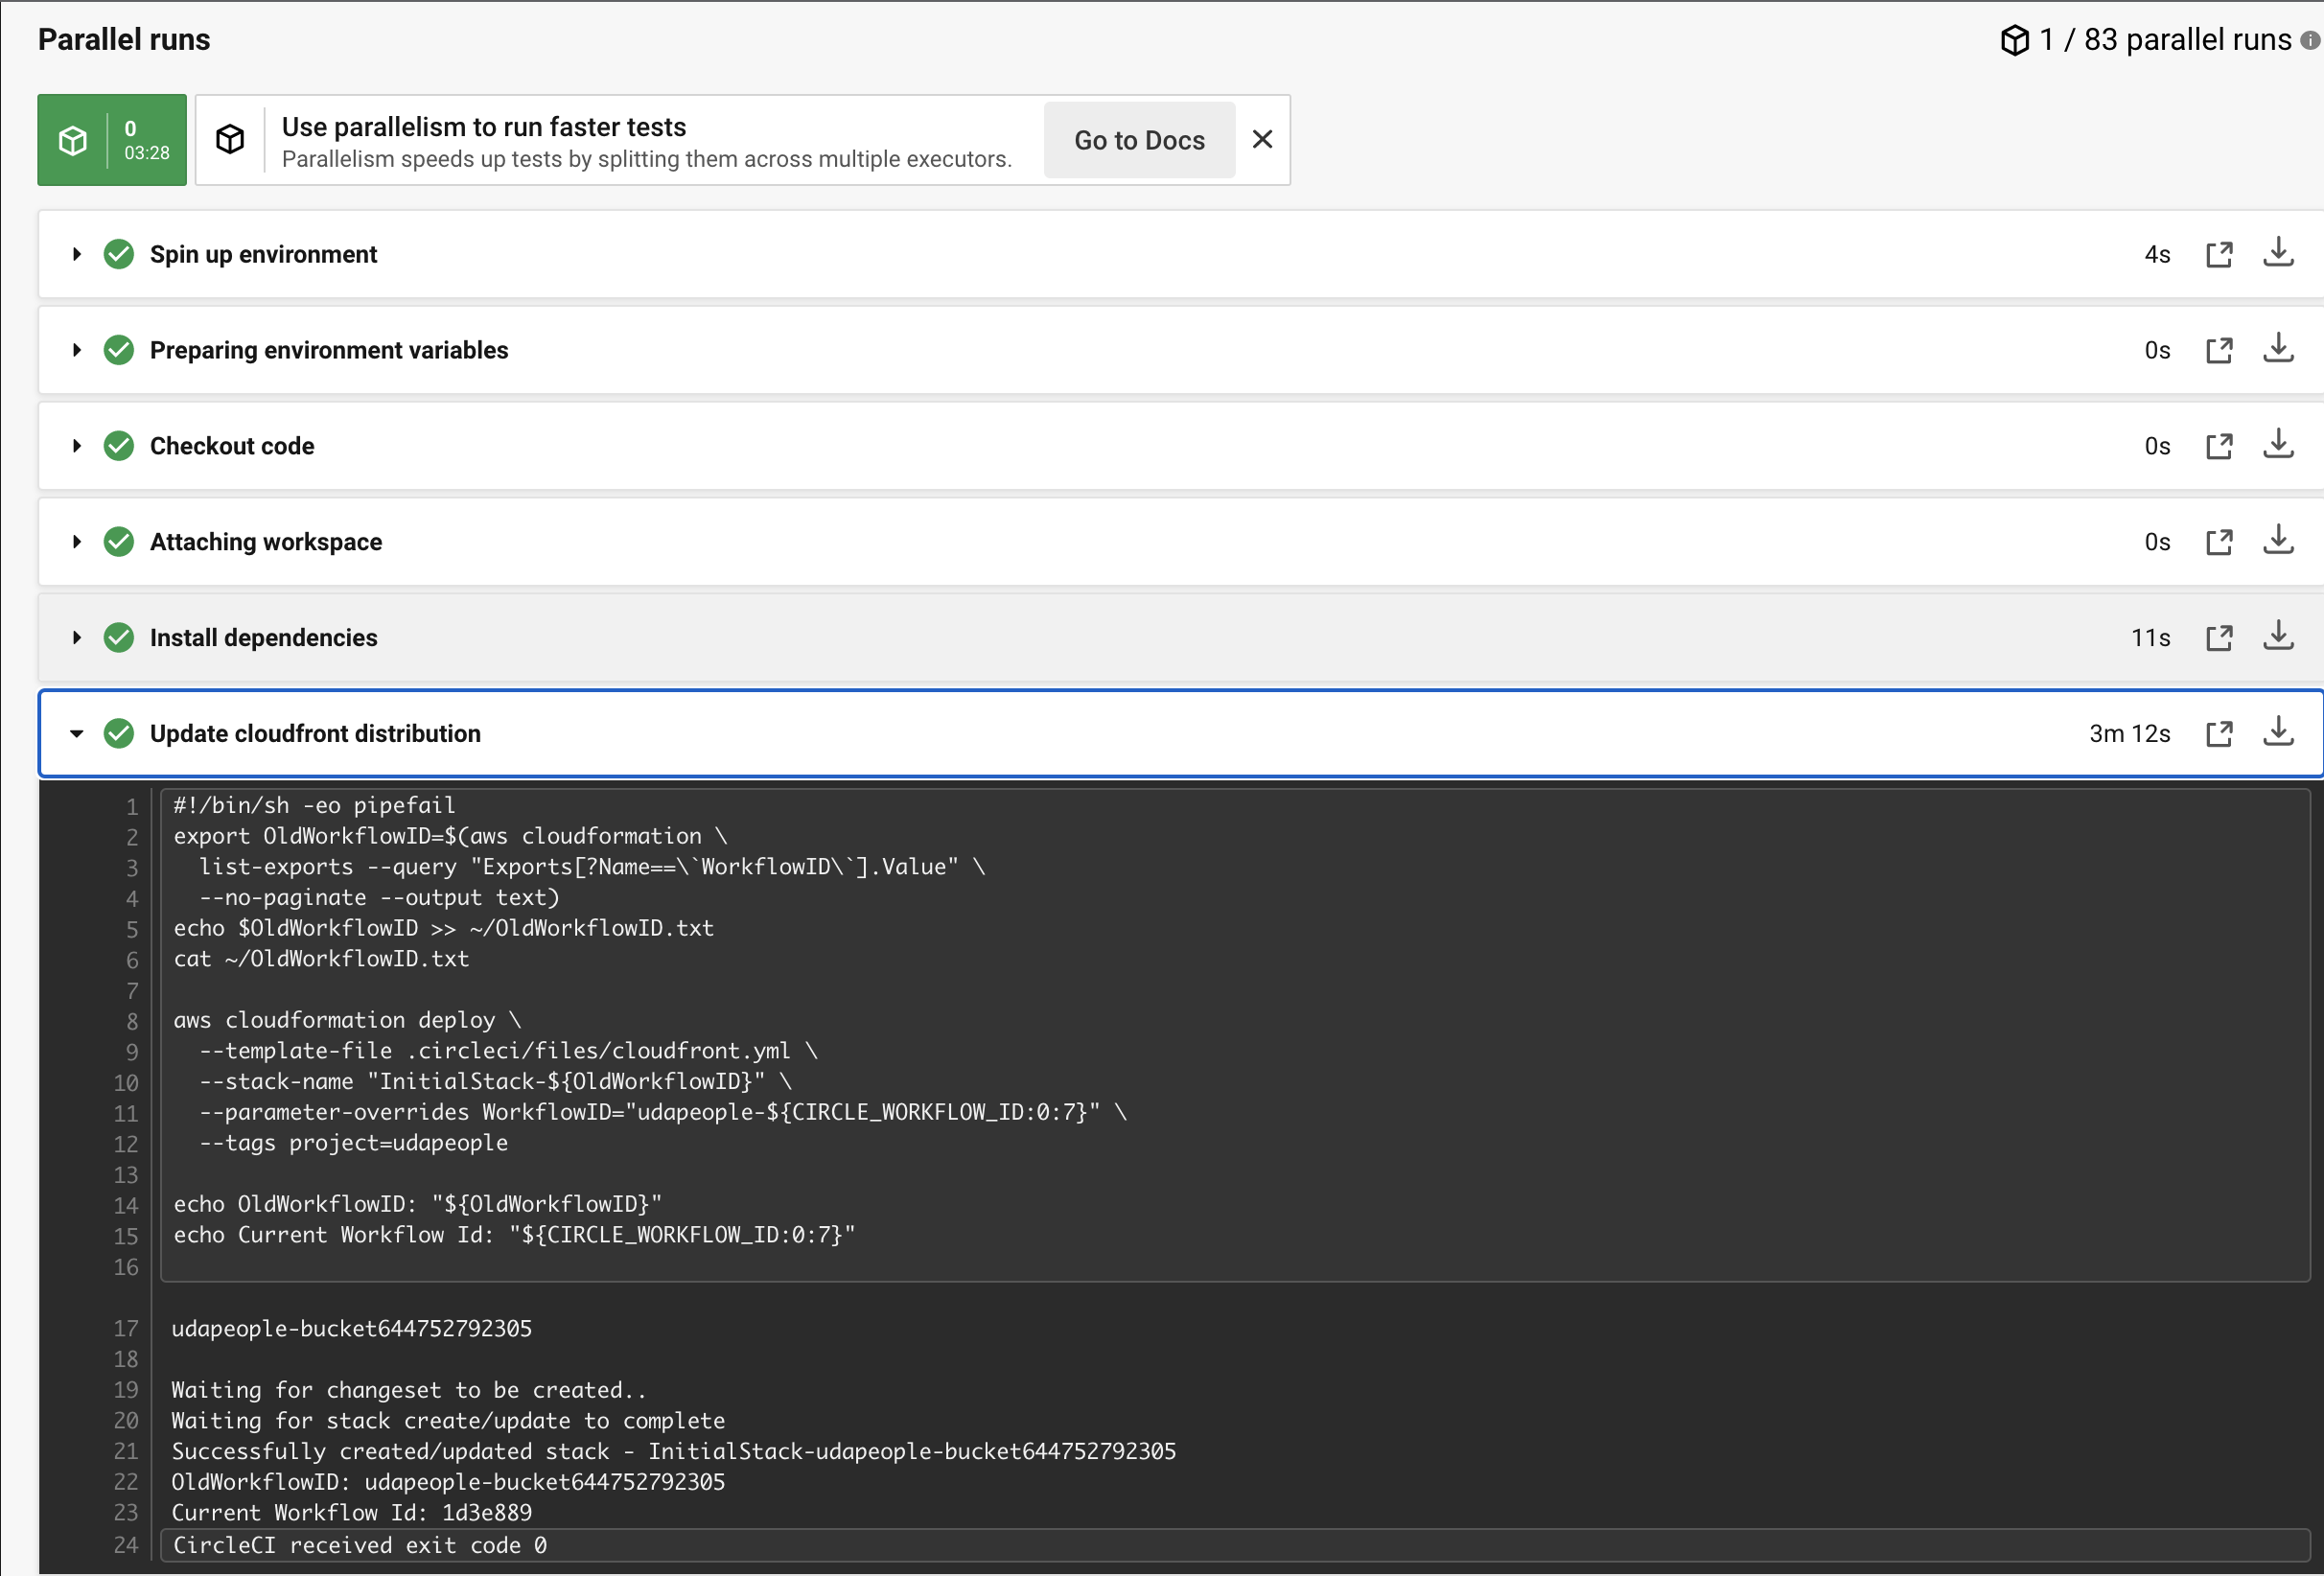 Parallel runs
1 / 83 parallel runs
0
03:28
Use parallelism to run faster tests
Parallelism speeds up tests by splitting them across multiple executors.
Go to Docs
Spin up environment 4s
Preparing environment variables 0s
Checkout code 0s
Attaching workspace 0s
Install dependencies 11s
Update cloudfront distribution 3m 12s
1 #!/bin/sh -eo pipefail
2 export OldWorkflowID=$(aws cloudformation \
3   list-exports --query "Exports[?Name==\`WorkflowID\`].Value" \
4   --no-paginate --output text)
5 echo $OldWorkflowID >> ~/OldWorkflowID.txt
6 cat ~/OldWorkflowID.txt
7
8 aws cloudformation deploy \
9   --template-file .circleci/files/cloudfront.yml \
10   --stack-name "InitialStack-${OldWorkflowID}" \
11   --parameter-overrides WorkflowID="udapeople-${CIRCLE_WORKFLOW_ID:0:7}" \
12   --tags project=udapeople
13
14 echo OldWorkflowID: "${OldWorkflowID}"
15 echo Current Workflow Id: "${CIRCLE_WORKFLOW_ID:0:7}"
16
17 udapeople-bucket644752792305
18
19 Waiting for changeset to be created..
20 Waiting for stack create/update to complete
21 Successfully created/updated stack - InitialStack-udapeople-bucket644752792305
22 OldWorkflowID: udapeople-bucket644752792305
23 Current Workflow Id: 1d3e889
24 CircleCI received exit code 0